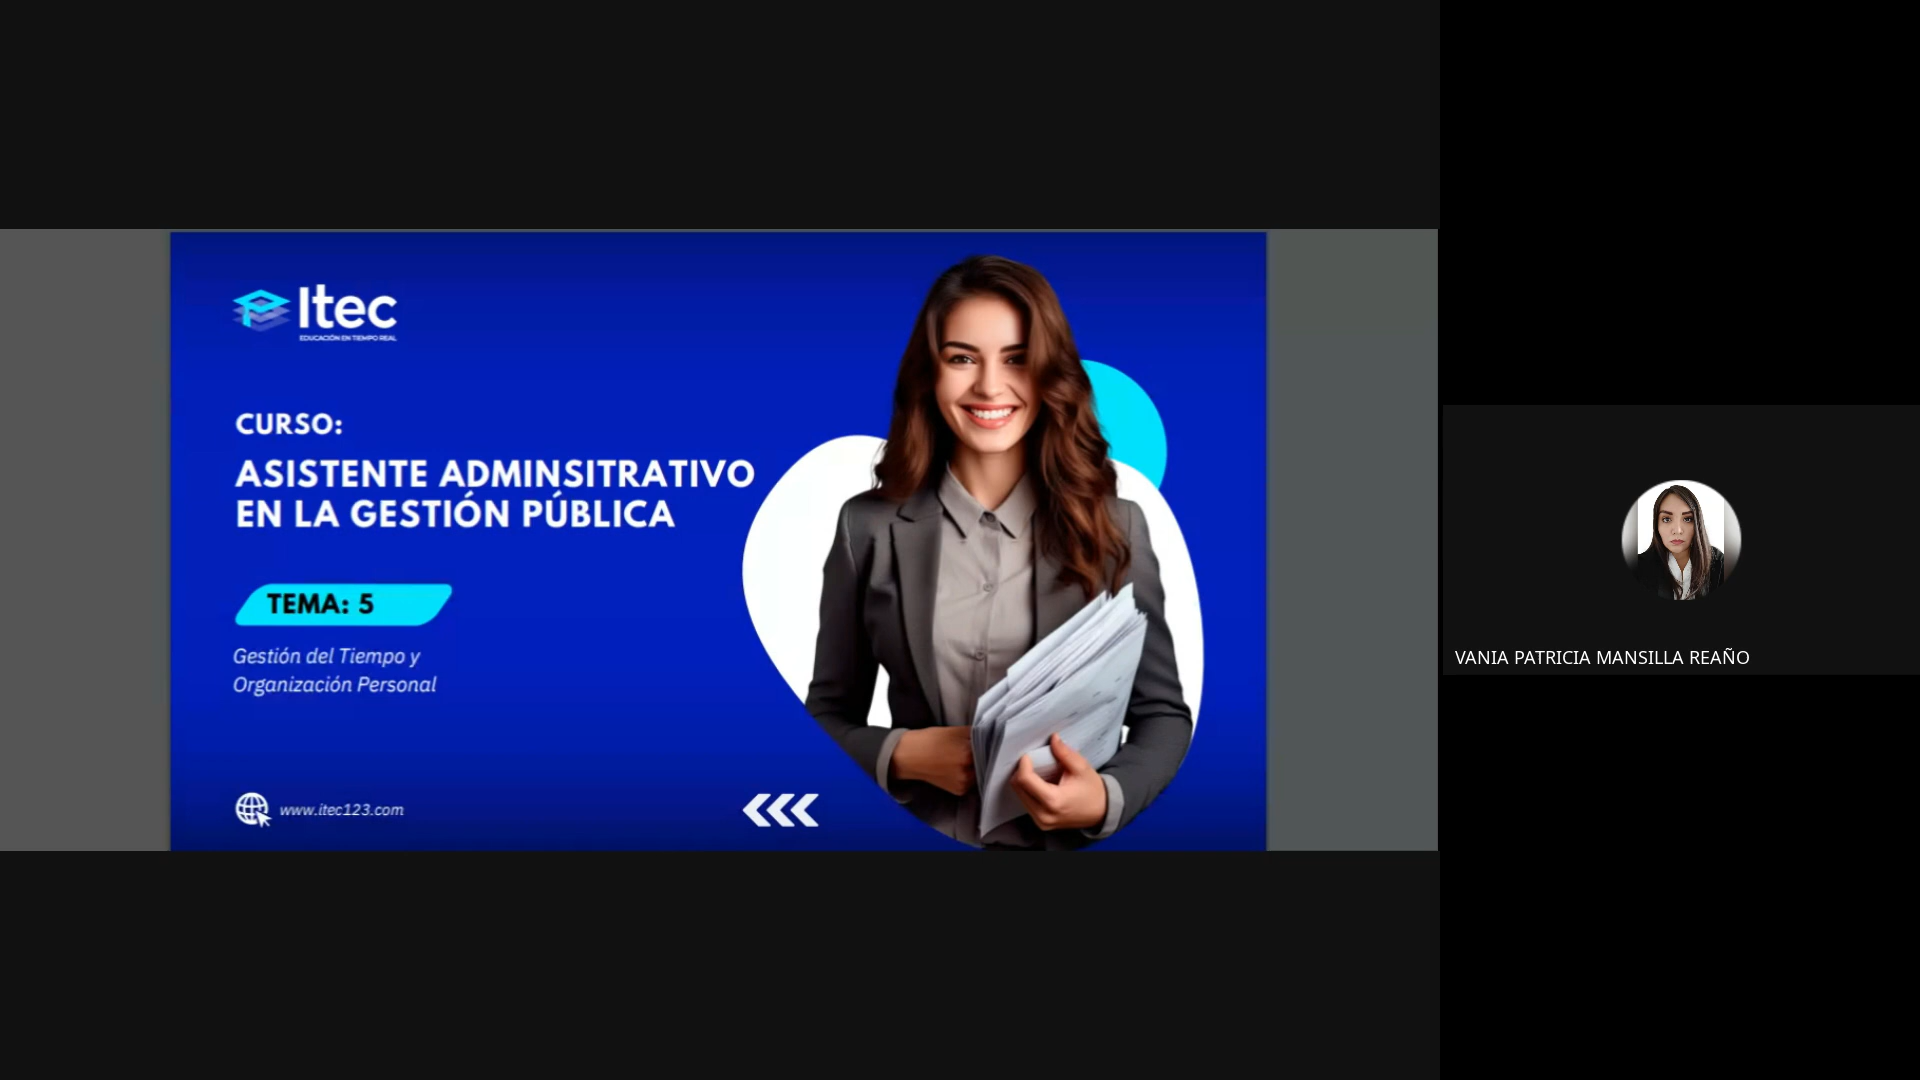 Itec
EDUCACIÓN EN TIEMPO REAL
CURSO:
ASISTENTE ADMINSITRATIVO
EN LA GESTIÓN PÚBLICA
TEMA: 5
Gestión del Tiempo y
Organización Personal
www.itec123.com
VANIA PATRICIA MANSILLA REAÑO